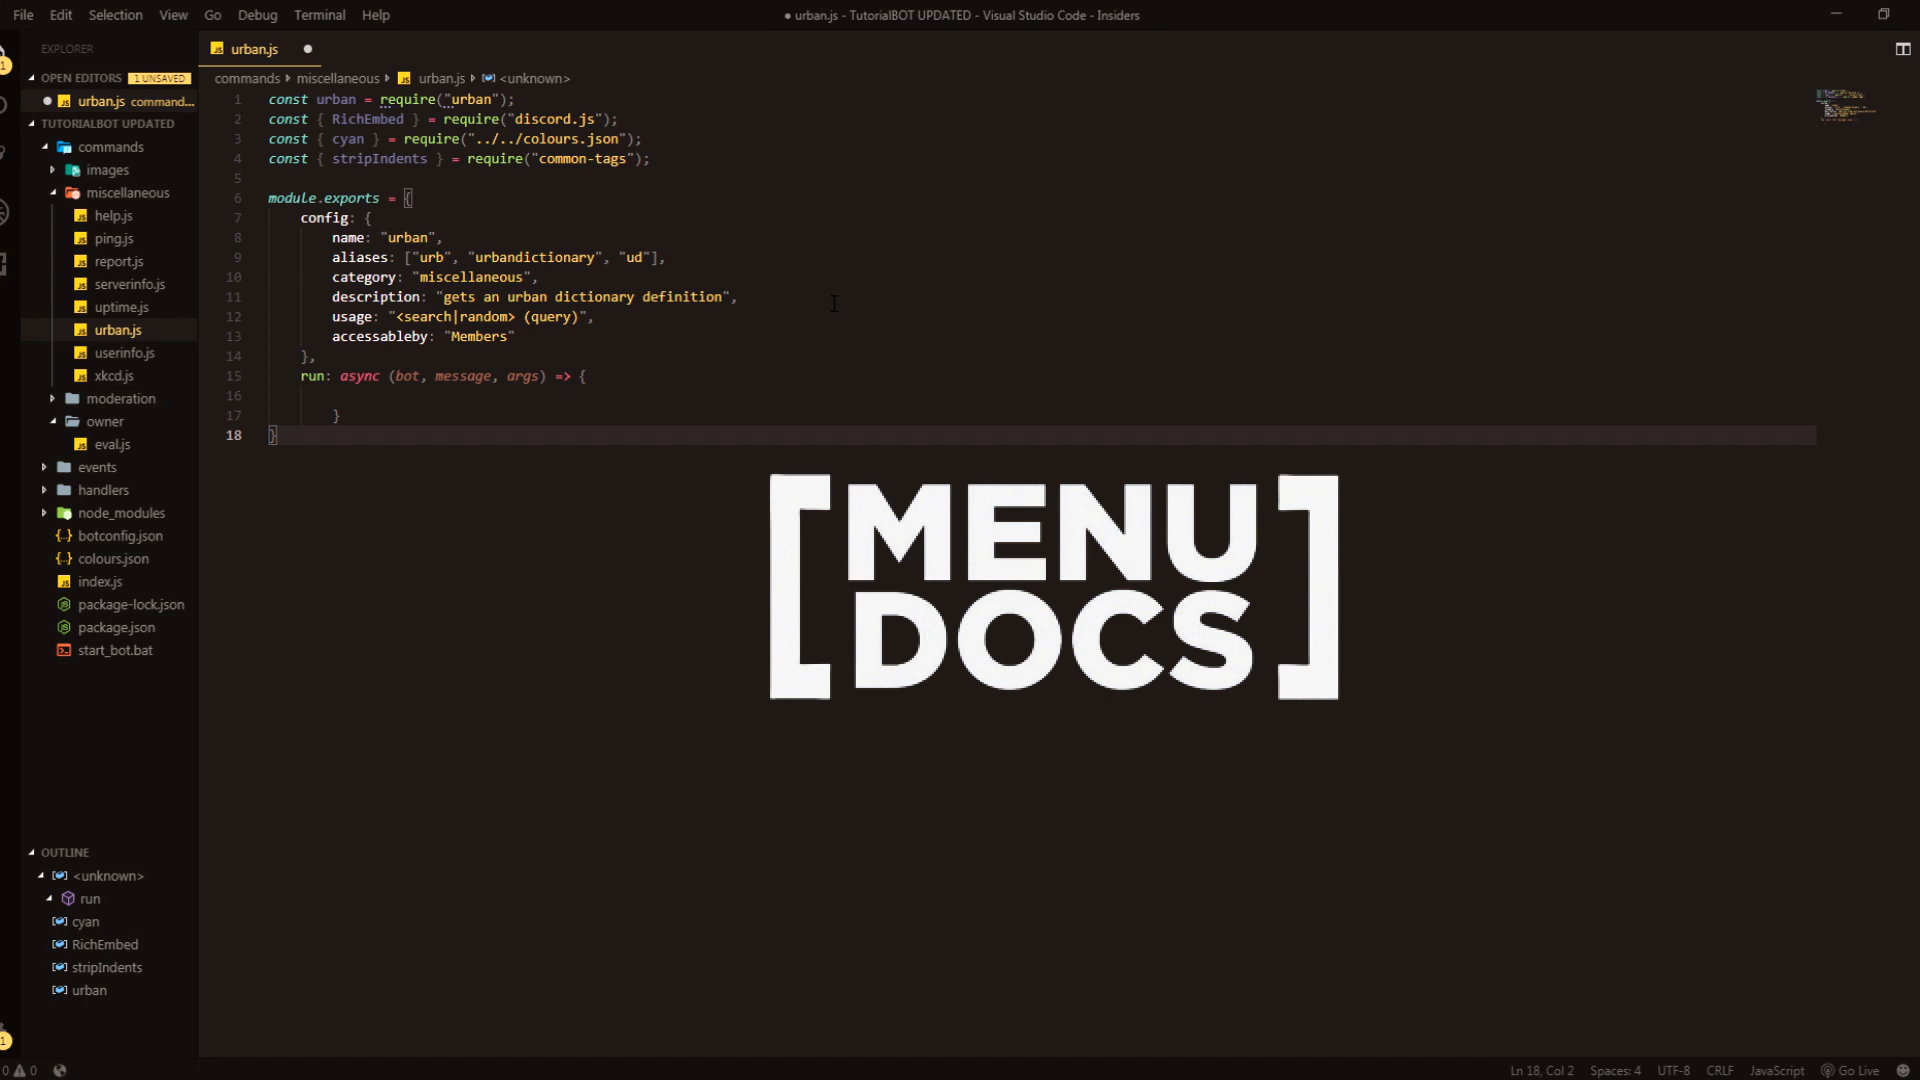 File Edit Selection View Go Debug Terminal Help
● urban.js - TutorialBOT UPDATED - Visual Studio Code - Insiders
EXPLORER
OPEN EDITORS 1 UNSAVED
urban.js command...
TUTORIALBOT UPDATED
commands
images
miscellaneous
help.js
ping.js
report.js
serverinfo.js
uptime.js
urban.js
userinfo.js
xkcd.js
moderation
owner
eval.js
events
handlers
node_modules
botconfig.json
colours.json
index.js
package-lock.json
package.json
start_bot.bat
OUTLINE
<unknown>
run
cyan
RichEmbed
stripIndents
urban
urban.js
commands miscellaneous urban.js <unknown>
1 const urban = require("urban");
2 const { RichEmbed } = require("discord.js");
3 const { cyan } = require("../../colours.json");
4 const { stripIndents } = require("common-tags");
5
6 module.exports = {
7 config: {
8 name: "urban",
9 aliases: ["urb", "urbandictionary", "ud"],
10 category: "miscellaneous",
11 description: "gets an urban dictionary definition",
12 usage: "<search|random> (query)",
13 accessableby: "Members"
14 },
15 run: async (bot, message, args) => {
16
17 }
18 }
[MENU
DOCS]
0 0
Ln 18, Col 2 Spaces: 4 UTF-8 CRLF JavaScript Go Live